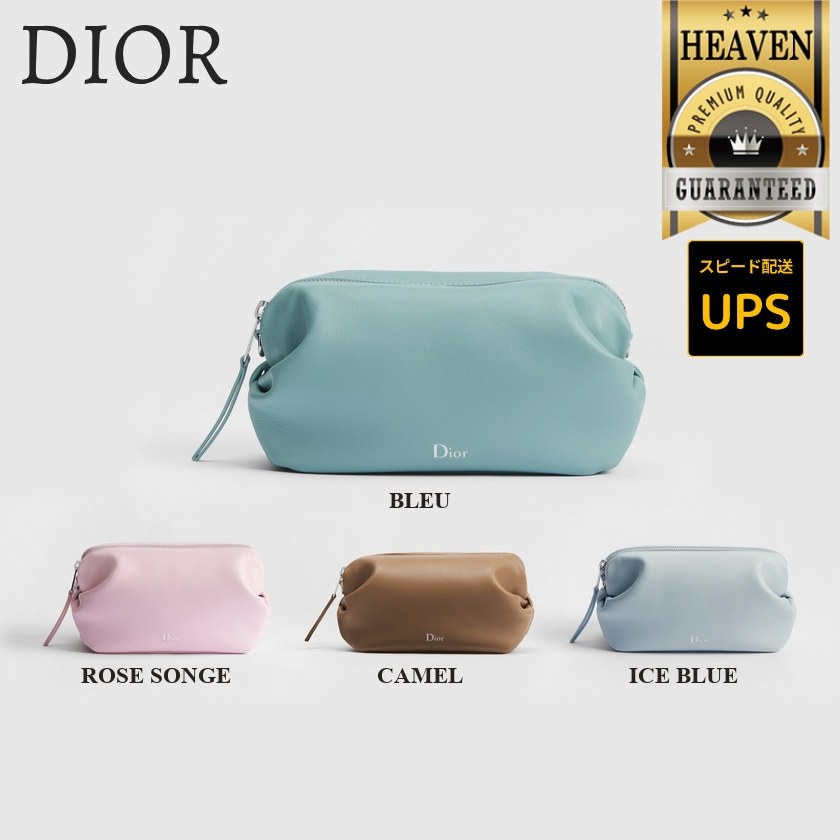 DIOR
HEAVEN
PREMIUM QUALITY
GUARANTEED
スピード配送
UPS
Dior
BLEU
Dior
Dior
Dior
ROSE SONGE
CAMEL
ICE BLUE